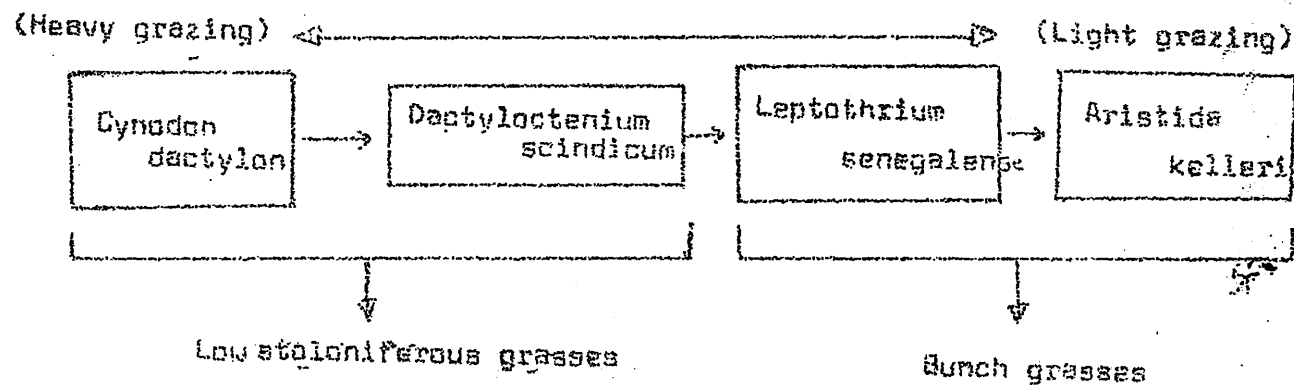 (Heavy grazing) (Light grazing)
Cynodon
dactylon
Dactyloctenium
scindicum
Leptothrium
senegalense
Aristida
kelleri
Low stoloniferous grasses
Bunch grasses